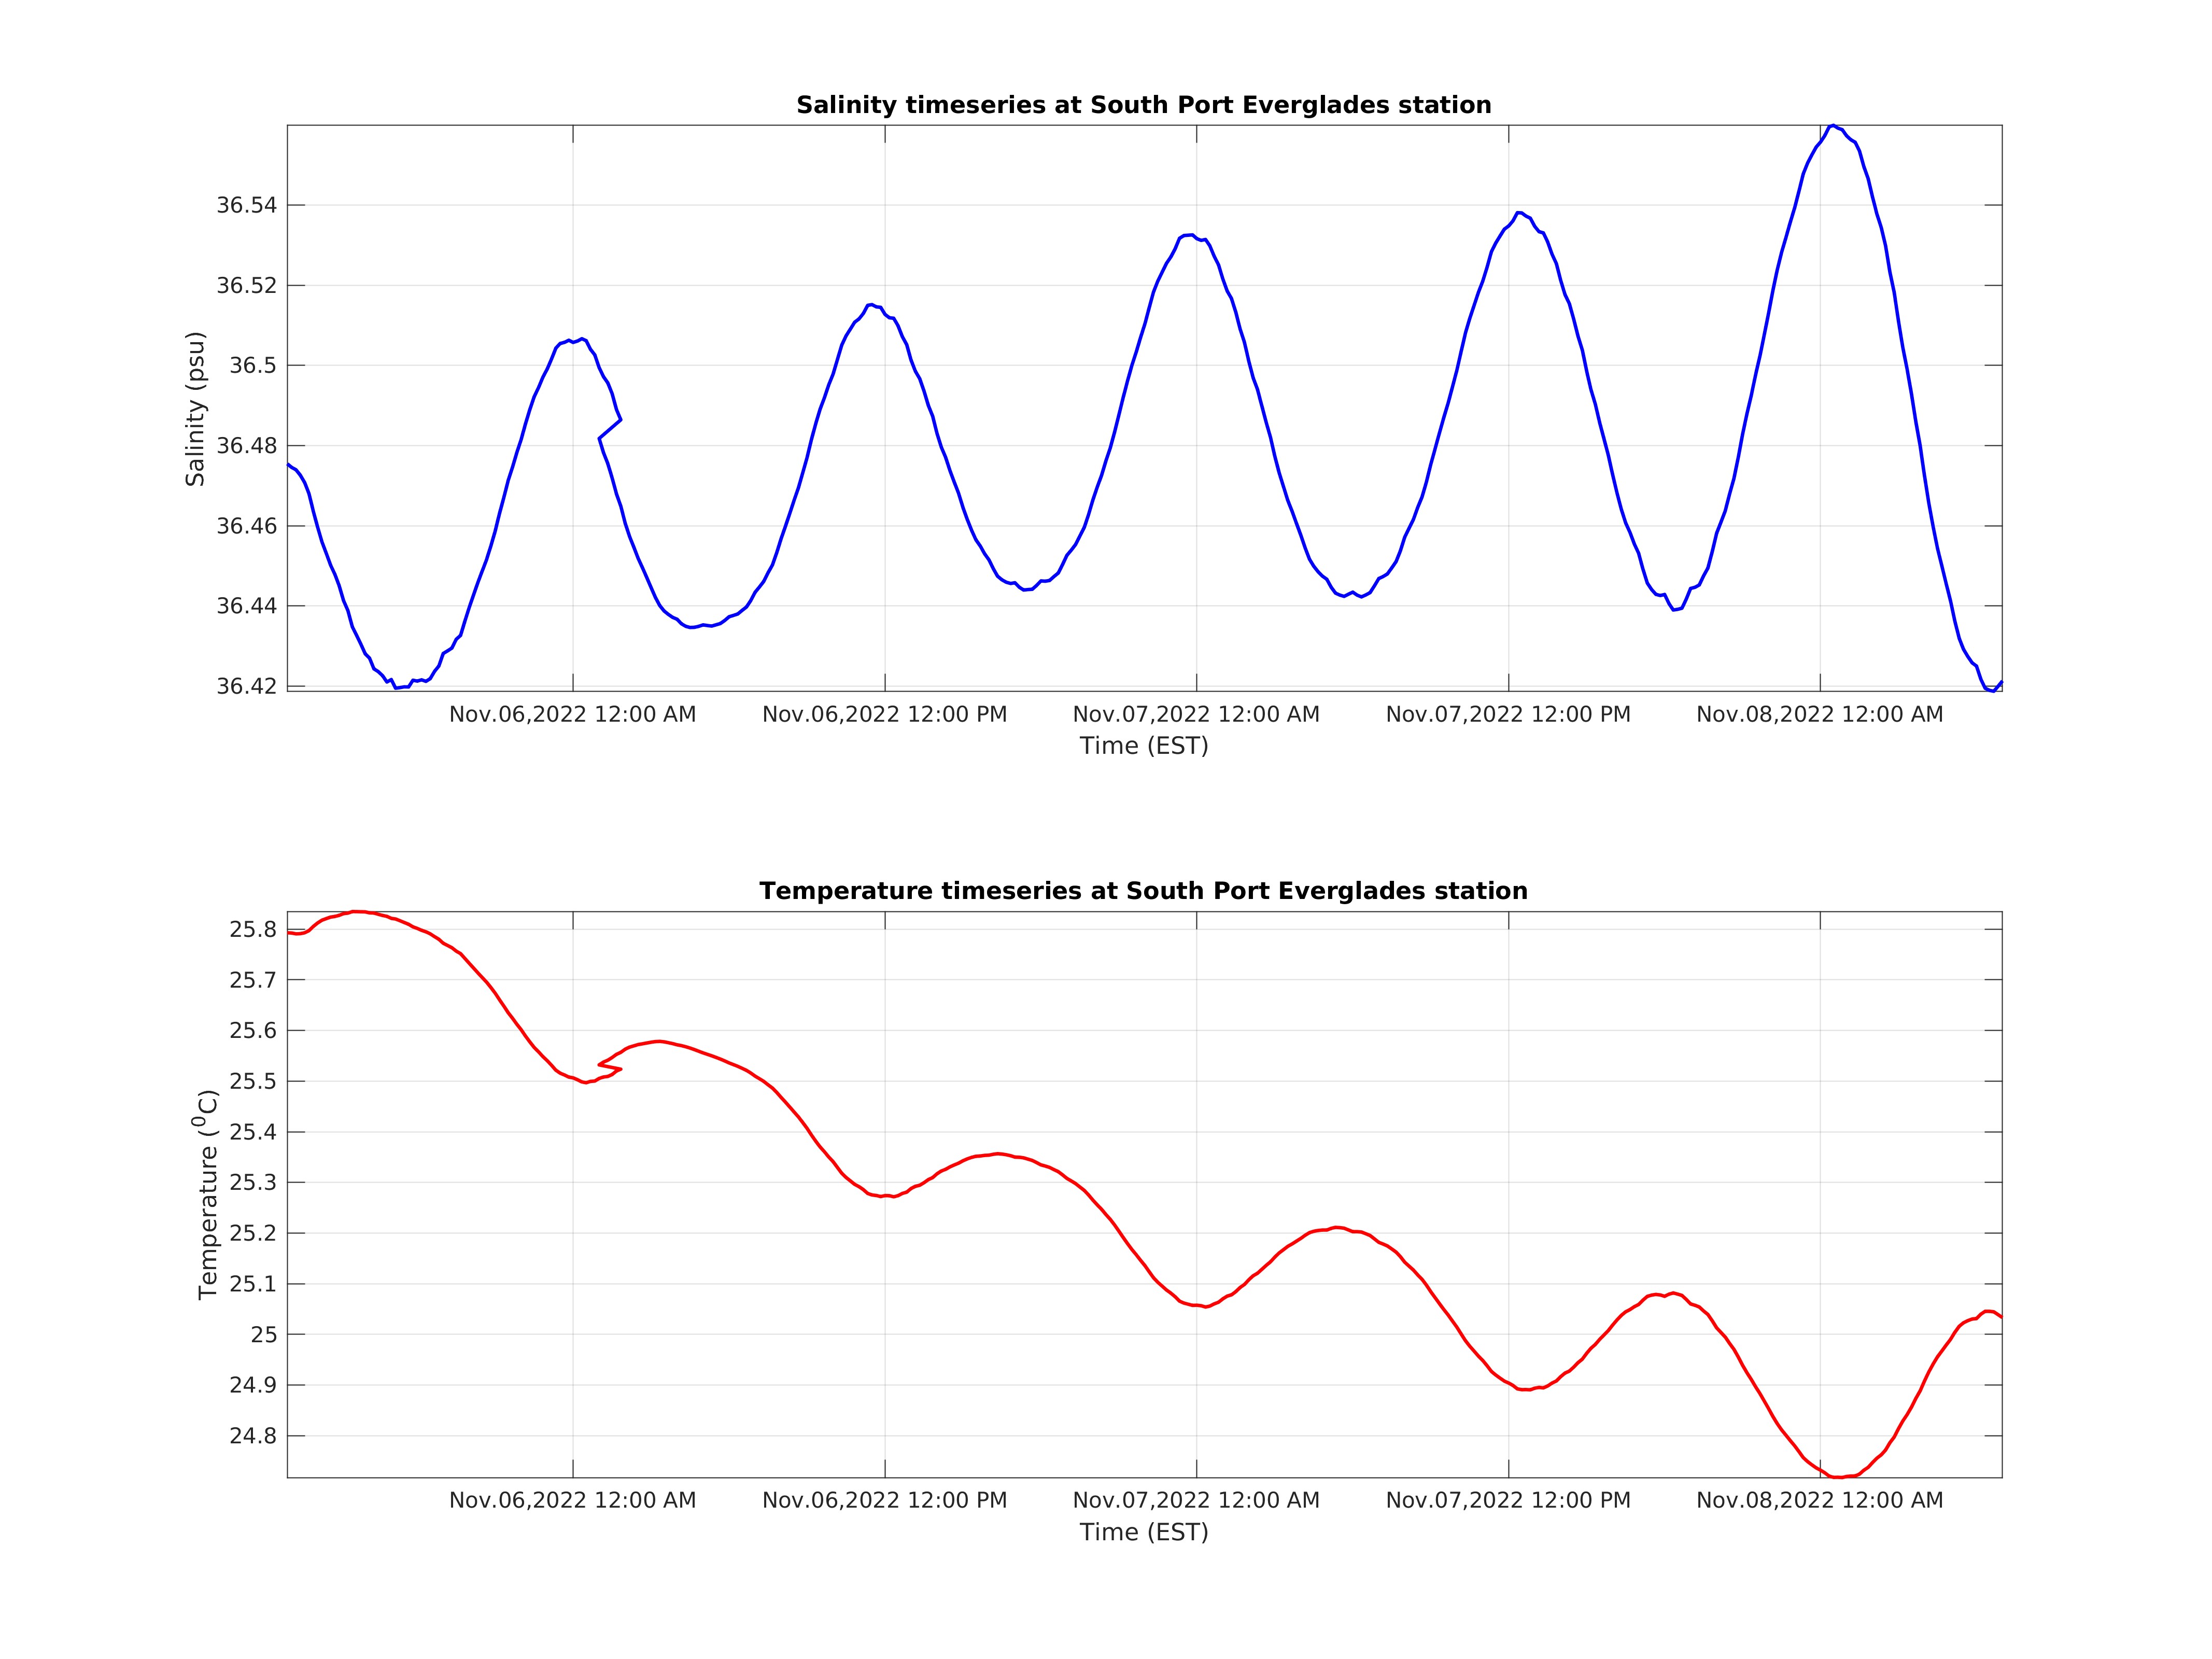 Salinity timeseries at South Port Everglades station
36.54
36.52
36.5
36.48
36.46
36.44
36.42
Salinity (psu)
Nov.06,2022 12:00 AM Nov.06,2022 12:00 PM Nov.07,2022 12:00 AM Nov.07,2022 12:00 PM Nov.08,2022 12:00 AM
Time (EST)
Temperature timeseries at South Port Everglades station
25.8
25.7
25.6
25.5
25.4
25.3
25.2
25.1
25
24.9
24.8
Temperature (⁰C)
Nov.06,2022 12:00 AM Nov.06,2022 12:00 PM Nov.07,2022 12:00 AM Nov.07,2022 12:00 PM Nov.08,2022 12:00 AM
Time (EST)